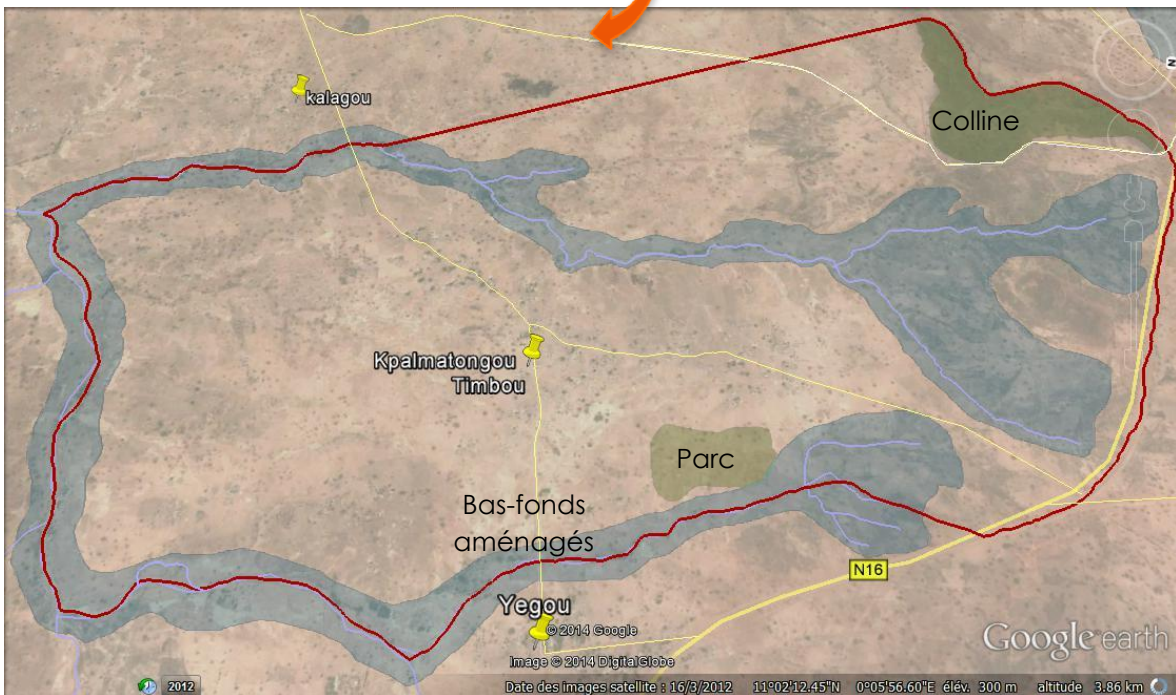 kalagou
Colline
N
Kpalmatongou
Timbou
Parc
Bas-fonds
aménagés
N16
Yegou
© 2014 Google
Image © 2014 DigitalGlobe
Google earth
2012
Date des images satellite : 16/3/2012 11°02'12.45"N 0°05'56.60"E élév. 300 m altitude 3.86 km